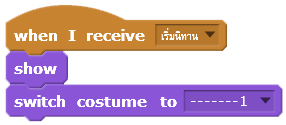 when I receive เริ่มนิทาน
show
switch costume to -------1